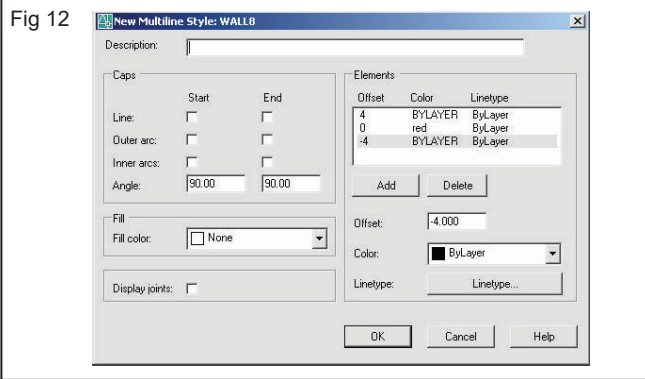 Fig 12
New Multiline Style: WALL8
Description:
Caps
Start End
Line:
Outer arc:
Inner arcs:
Angle: 90.00 90.00
Fill
Fill color: None
Display joints:
Elements
Offset Color Linetype
4 BYLAYER ByLayer
0 red ByLayer
-4 BYLAYER ByLayer
Add Delete
Offset: -4.000
Color: ByLayer
Linetype: Linetype...
OK Cancel Help